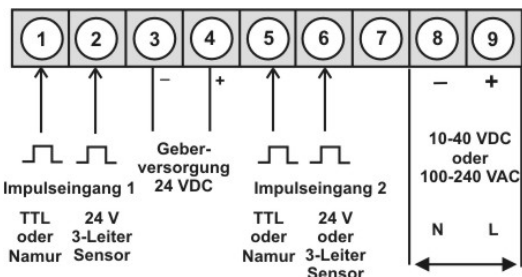 1 2 3 4 5 6 7 8 9
– + – +
Geber-
versorgung
24 VDC
Impulseingang 1
TTL
oder
Namur
24 V
3-Leiter
Sensor
Impulseingang 2
TTL
oder
Namur
24 V
oder
3-Leiter
Sensor
10-40 VDC
oder
100-240 VAC
N L